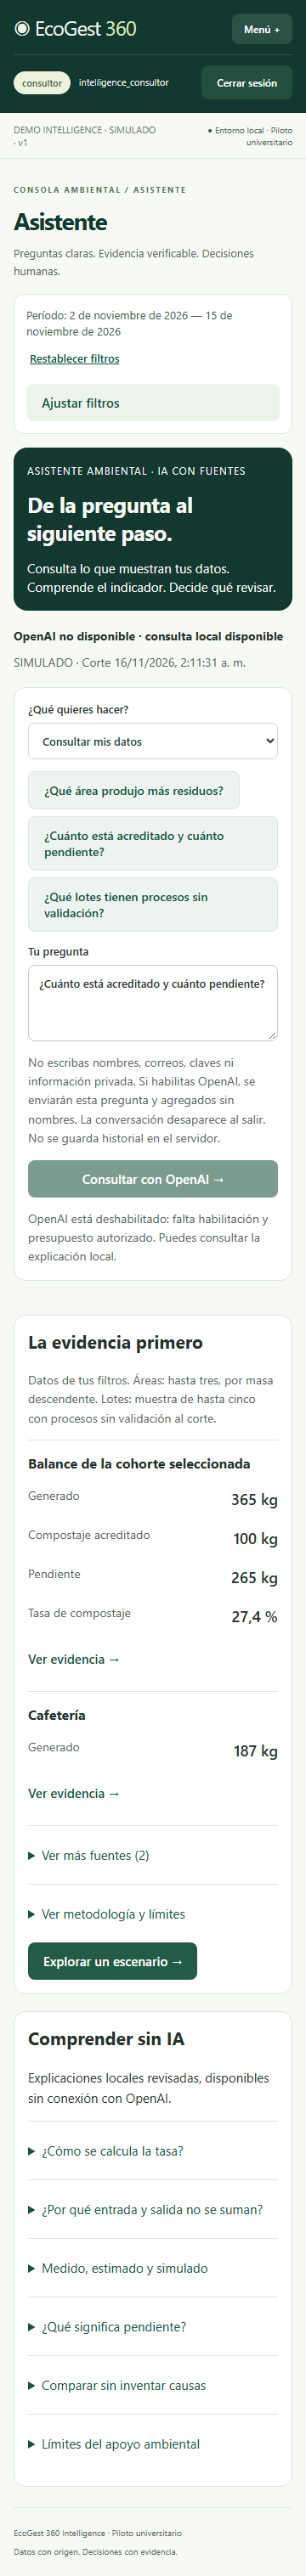 EcoGest 360
Menú +
consultor
intelligence_consultor
Cerrar sesión
DEMO INTELLIGENCE · SIMULADO
· v1
● Entorno local · Piloto
universitario
CONSOLA AMBIENTAL / ASISTENTE
Asistente
Preguntas claras. Evidencia verificable. Decisiones
humanas.
Período: 2 de noviembre de 2026 — 15 de
noviembre de 2026
Restablecer filtros
Ajustar filtros
ASISTENTE AMBIENTAL · IA CON FUENTES
De la pregunta al
siguiente paso.
Consulta lo que muestran tus datos.
Comprende el indicador. Decide qué revisar.
OpenAI no disponible · consulta local disponible
SIMULADO · Corte 16/11/2026, 2:11:31 a. m.
¿Qué quieres hacer?
Consultar mis datos
¿Qué área produjo más residuos?
¿Cuánto está acreditado y cuánto
pendiente?
¿Qué lotes tienen procesos sin
validación?
Tu pregunta
¿Cuánto está acreditado y cuánto pendiente?
No escribas nombres, correos, claves ni
información privada. Si habilitas OpenAI, se
enviarán esta pregunta y agregados sin
nombres. La conversación desaparece al salir.
No se guarda historial en el servidor.
Consultar con OpenAI →
OpenAI está deshabilitado: falta habilitación y
presupuesto autorizado. Puedes consultar la
explicación local.
La evidencia primero
Datos de tus filtros. Áreas: hasta tres, por masa
descendente. Lotes: muestra de hasta cinco
con procesos sin validación al corte.
Balance de la cohorte seleccionada
Generado 365 kg
Compostaje acreditado 100 kg
Pendiente 265 kg
Tasa de compostaje 27,4 %
Ver evidencia →
Cafetería
Generado 187 kg
Ver evidencia →
▶ Ver más fuentes (2)
▶ Ver metodología y límites
Explorar un escenario →
Comprender sin IA
Explicaciones locales revisadas, disponibles
sin conexión con OpenAI.
▶ ¿Cómo se calcula la tasa?
▶ ¿Por qué entrada y salida no se suman?
▶ Medido, estimado y simulado
▶ ¿Qué significa pendiente?
▶ Comparar sin inventar causas
▶ Límites del apoyo ambiental
EcoGest 360 Intelligence · Piloto universitario
Datos con origen. Decisiones con evidencia.